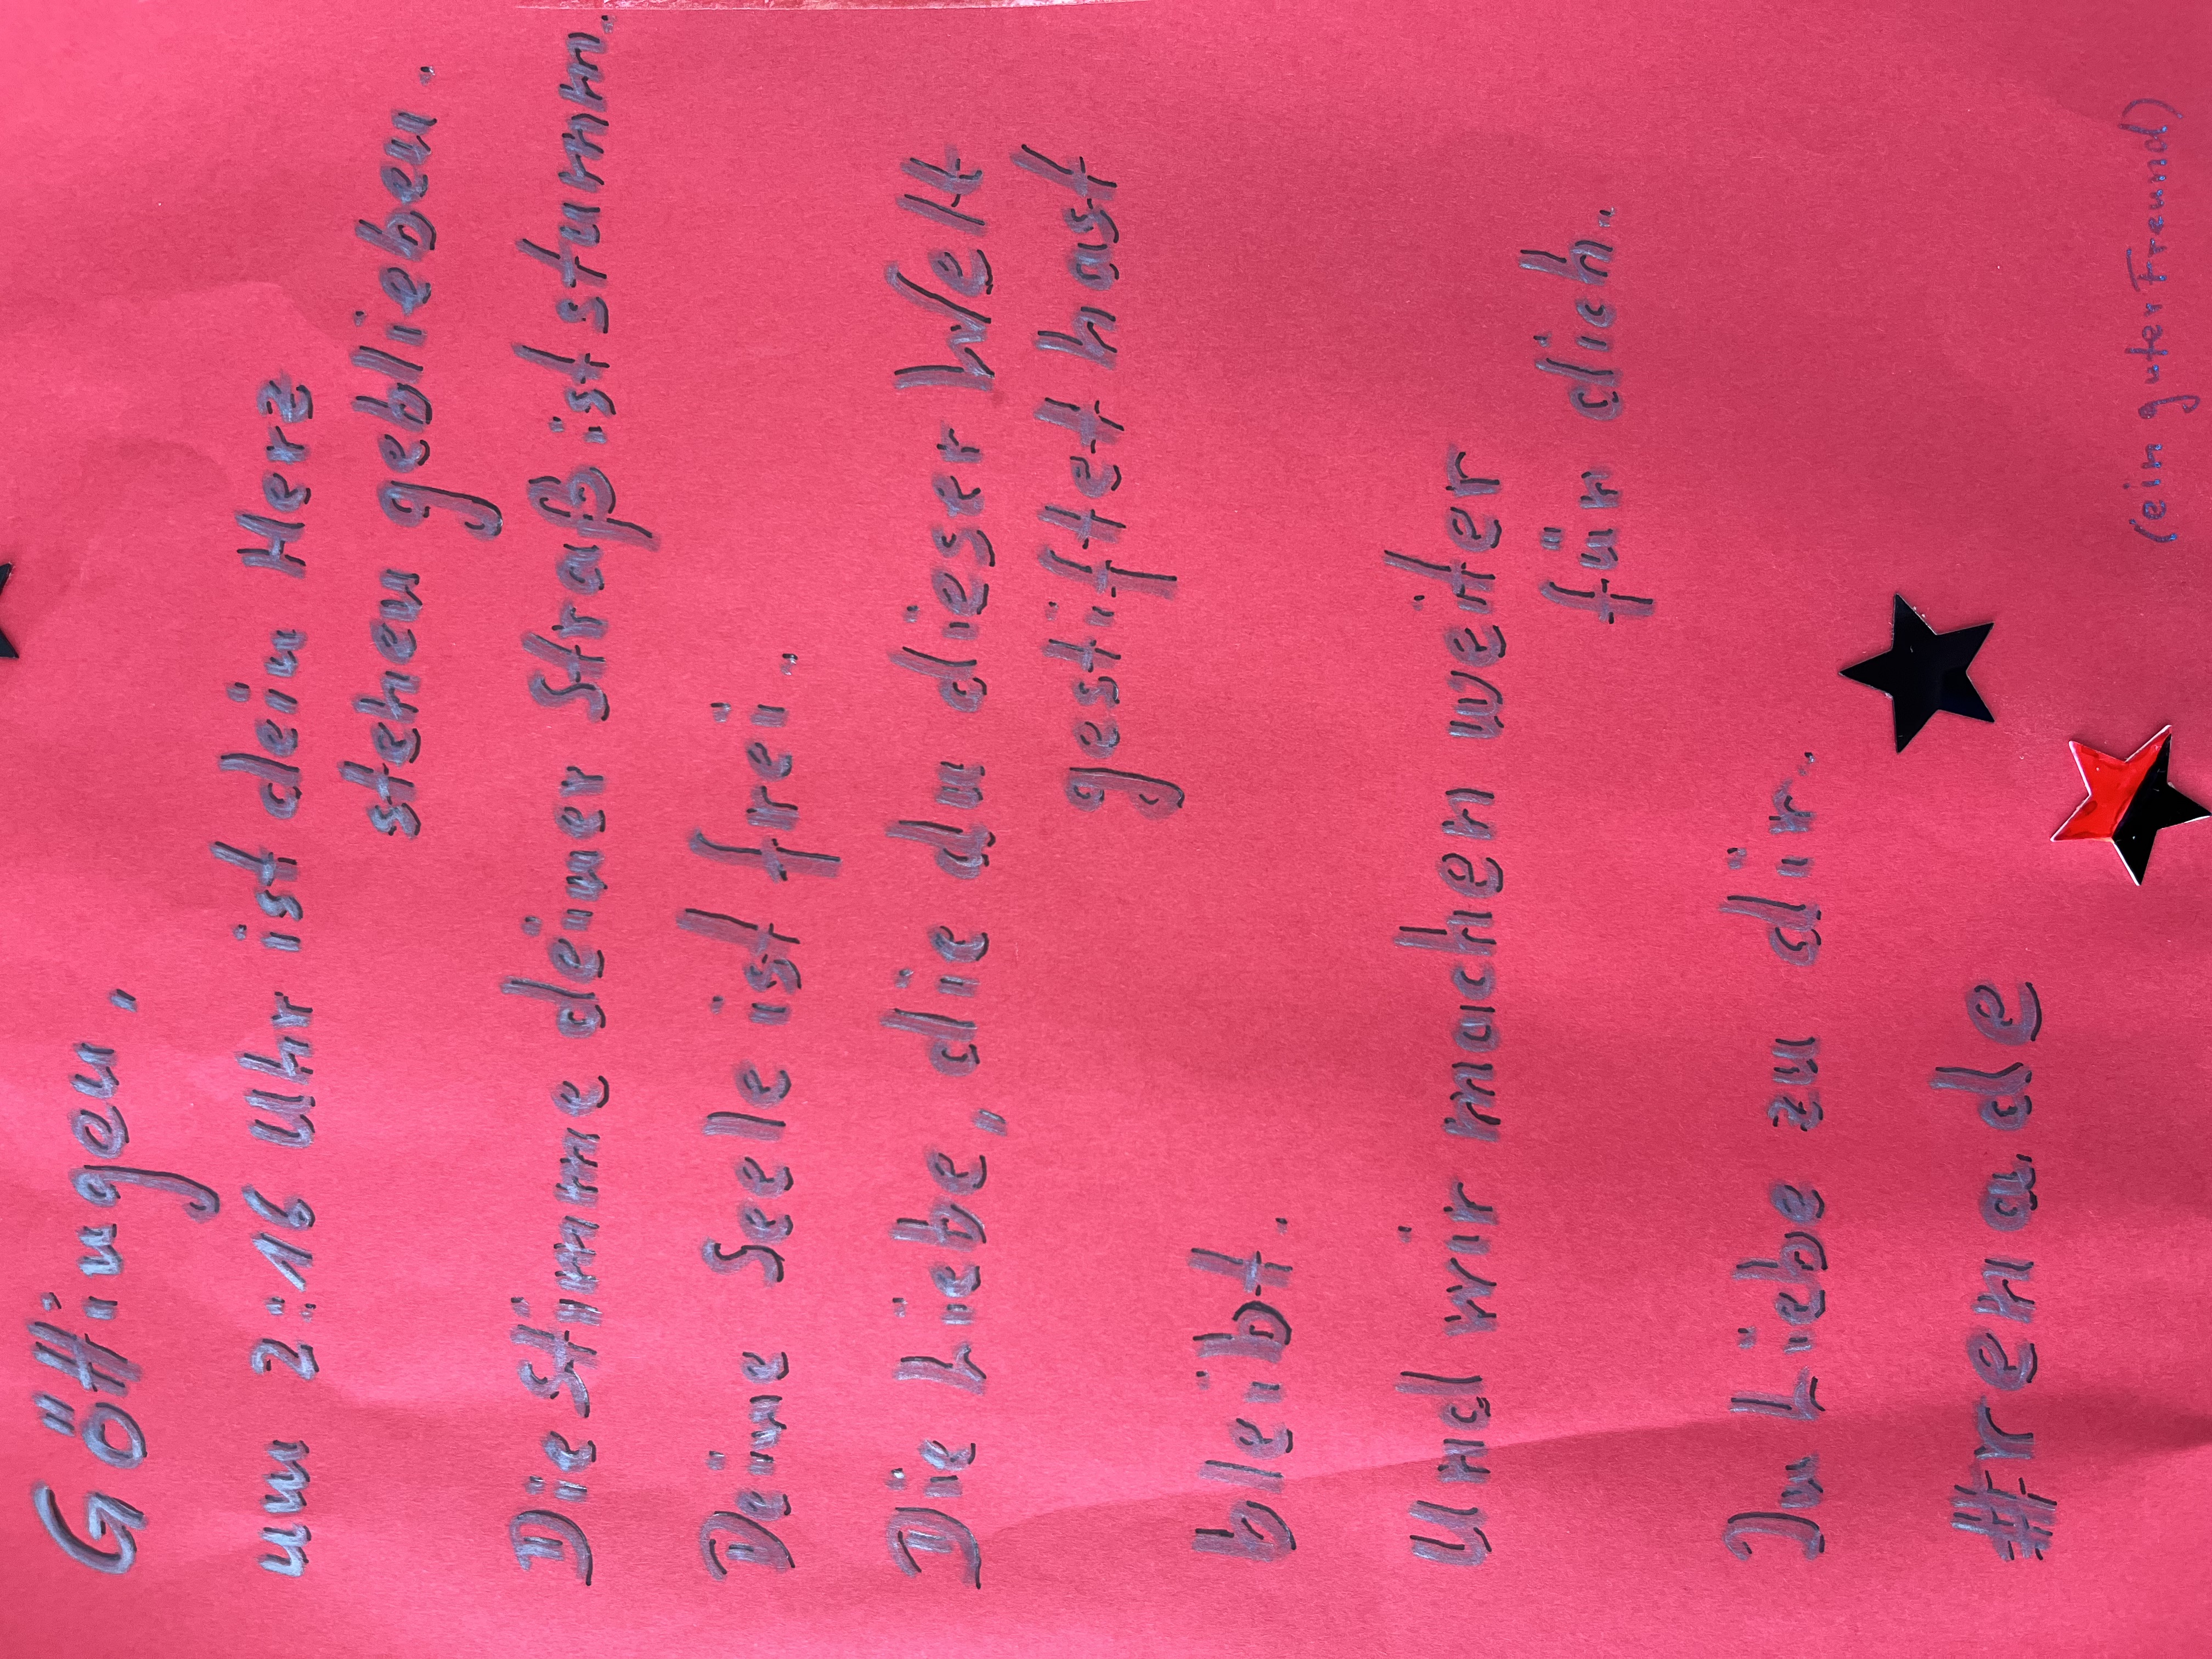 Göttingen,
um 2:16 Uhr ist dein Herz
stehen geblieben.
Die Stimme deiner Straß ist stumm.
Deine Seele ist frei.
Die Liebe, die du dieser Welt
gestiftet hast
bleibt.
Und wir machen weiter
für dich.
In Liebe zu dir.
#renade
(ein guter Freund)